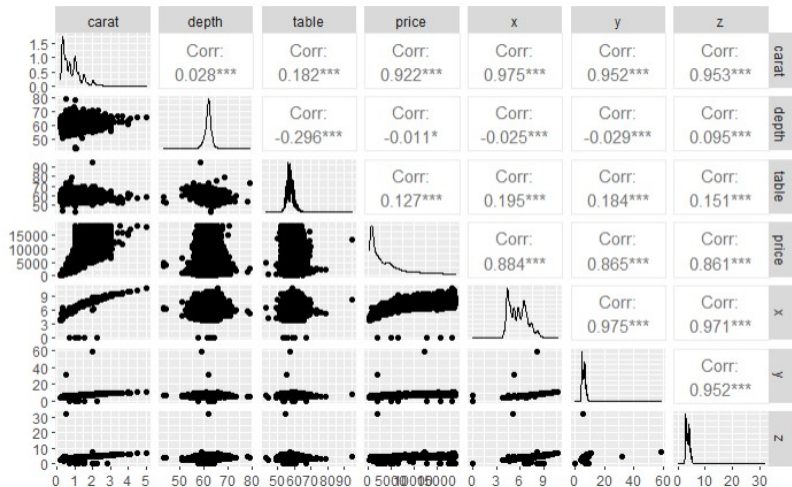 carat depth table price x y z
1.5
1.0
0.5
0.0
Corr:
0.028***
Corr:
0.182***
Corr:
0.922***
Corr:
0.975***
Corr:
0.952***
Corr:
0.953***
carat
80
70
60
50
Corr:
-0.296***
Corr:
-0.011*
Corr:
-0.025***
Corr:
-0.029***
Corr:
0.095***
depth
90
80
70
60
50
Corr:
0.127***
Corr:
0.195***
Corr:
0.184***
Corr:
0.151***
table
15000
10000
5000
0
Corr:
0.884***
Corr:
0.865***
Corr:
0.861***
price
9
6
3
0
Corr:
0.975***
Corr:
0.971***
x
60
40
20
0
Corr:
0.952***
y
30
20
10
0
z
0 1 2 3 4 5 50 60 70 80 50 60 70 80 90 0 5000 10000 15000 0 3 6 9 0 20 40 60 0 10 20 30